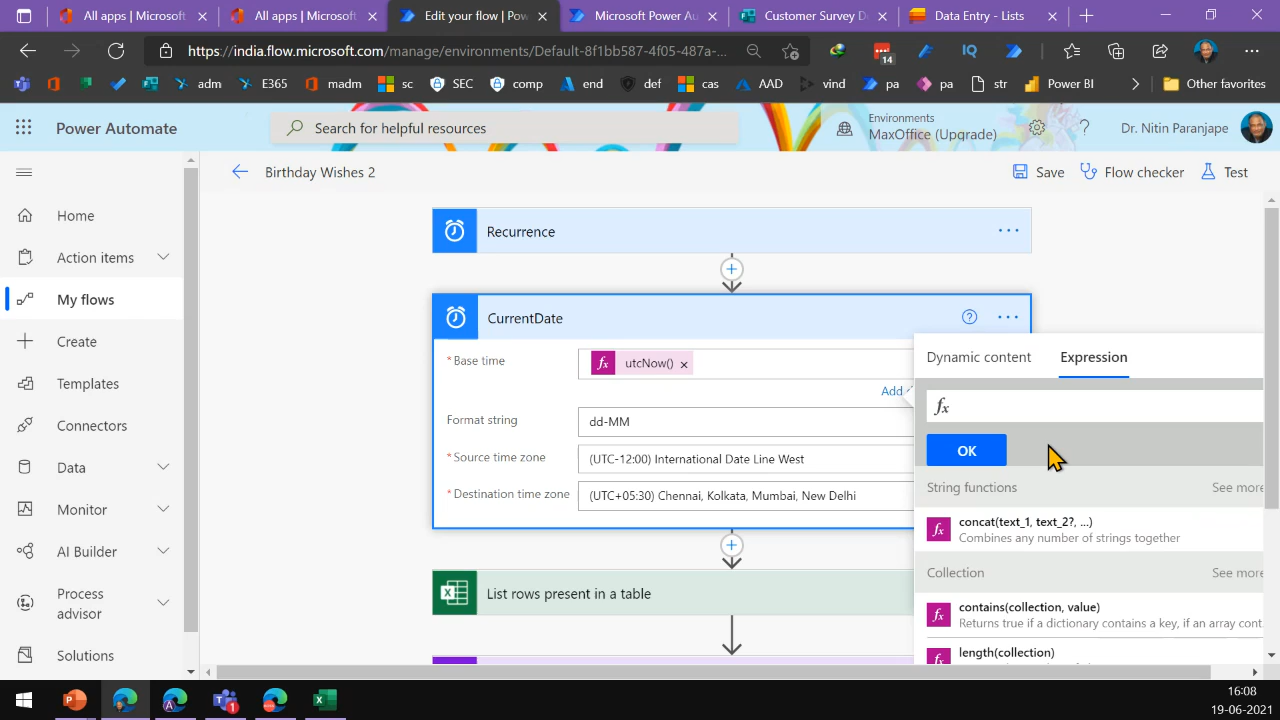 All apps | Microsoft
All apps | Microsoft
Edit your flow | Pow
Microsoft Power Au
Customer Survey D
Data Entry - Lists
https://india.flow.microsoft.com/manage/environments/Default-8f1bb587-4f05-487a-...
IQ
14
adm
E365
madm
sc
SEC
comp
end
def
cas
AAD
vind
pa
pa
str
Power BI
Other favorites
Power Automate
Search for helpful resources
Environments
MaxOffice (Upgrade)
Dr. Nitin Paranjape
Birthday Wishes 2
Save
Flow checker
Test
Home
Action items
My flows
Create
Templates
Connectors
Data
Monitor
AI Builder
Process
advisor
Solutions
Recurrence
CurrentDate
* Base time
fx utcNow() ×
Add
Format string
dd-MM
* Source time zone
(UTC-12:00) International Date Line West
* Destination time zone
(UTC+05:30) Chennai, Kolkata, Mumbai, New Delhi
List rows present in a table
Dynamic content
Expression
fx
OK
String functions
See more
fx concat(text_1, text_2?, ...)
Combines any number of strings together
Collection
See more
fx contains(collection, value)
Returns true if a dictionary contains a key, if an array cont
fx length(collection)
16:08
19-06-2021
1